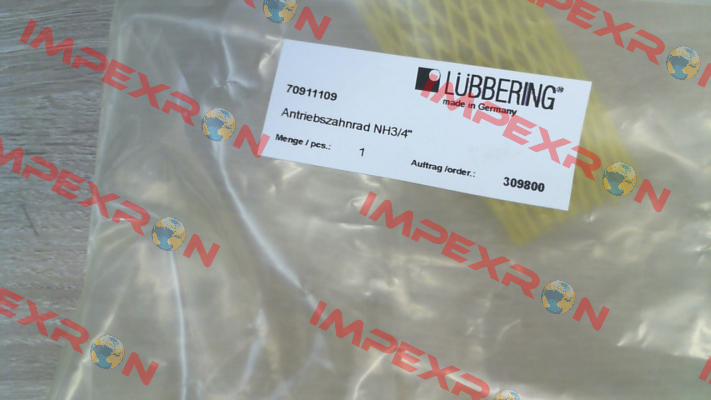 LÜBBERING®
made in Germany
70911109
Antriebszahnrad NH3/4"
Menge / pcs.: 1
Auftrag /order.: 309800
IMPEXRON
IMPEXRON
IMPEXRON
IMPEXRON
IMPEXRON
IMPEXRON
IMPEXRON
IMPEXRON